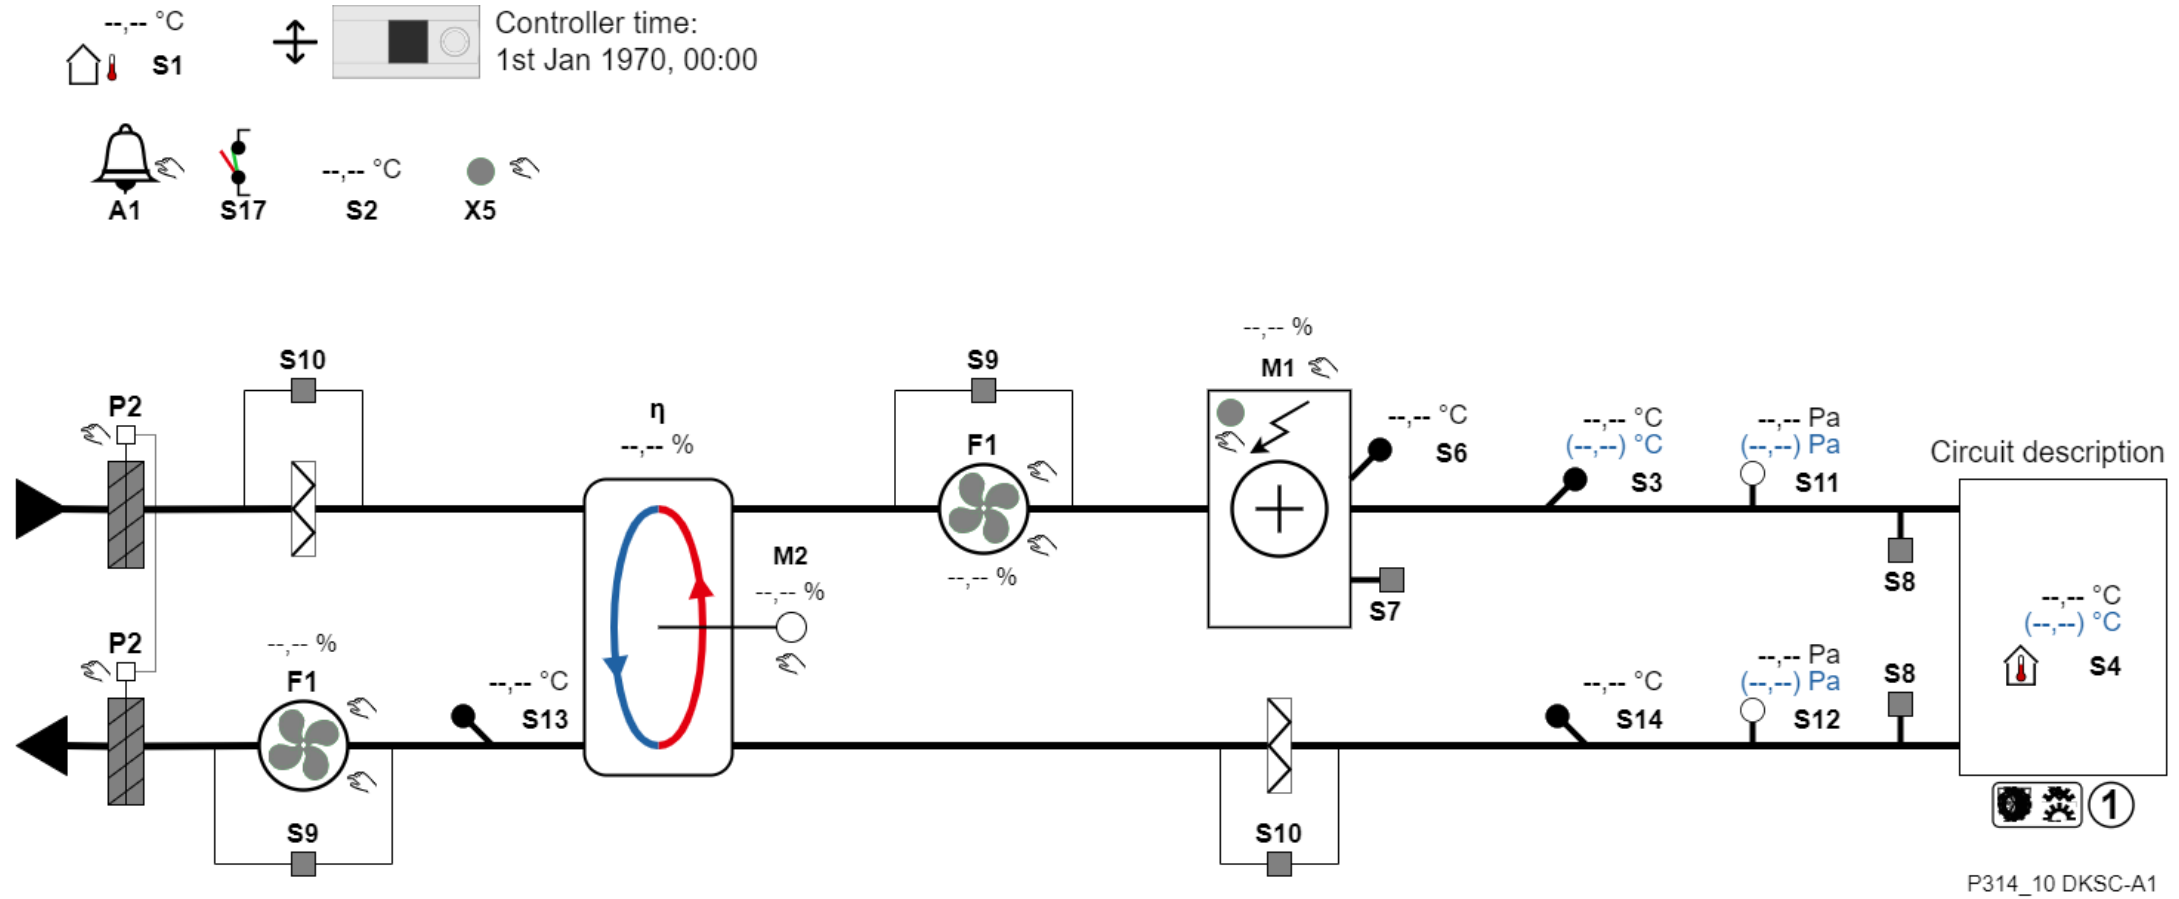 --,-- °C
S1
Controller time:
1st Jan 1970, 00:00
A1
S17
--,-- °C
S2
X5
--,-- %
M1
S10
S9
P2
η
--,-- %
F1
--,-- %
--,-- °C
S6
--,-- °C
(--,--) °C
S3
--,-- Pa
(--,--) Pa
S11
Circuit description
M2
--,-- %
S7
S8
--,-- °C
(--,--) °C
S4
P2
--,-- %
F1
--,-- °C
S13
--,-- °C
S14
--,-- Pa
(--,--) Pa
S12
S8
S9
S10
1
P314_10 DKSC-A1